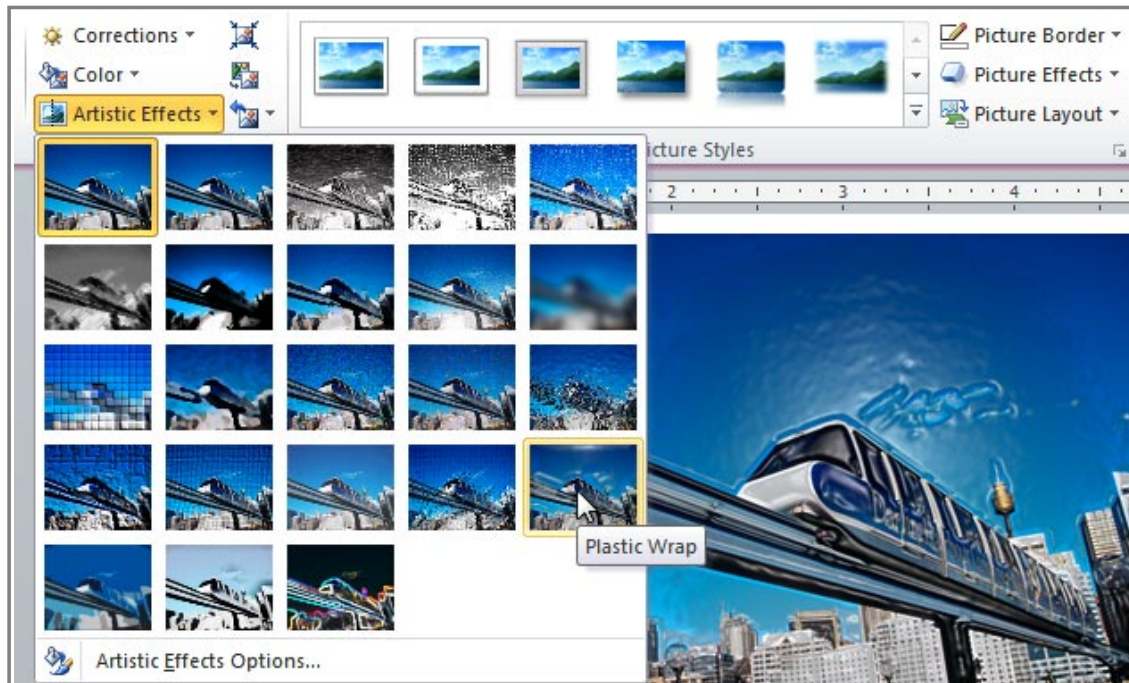 Corrections
Color
Artistic Effects
Picture Border
Picture Effects
Picture Layout
icture Styles
2 3 4
Plastic Wrap
Artistic Effects Options...